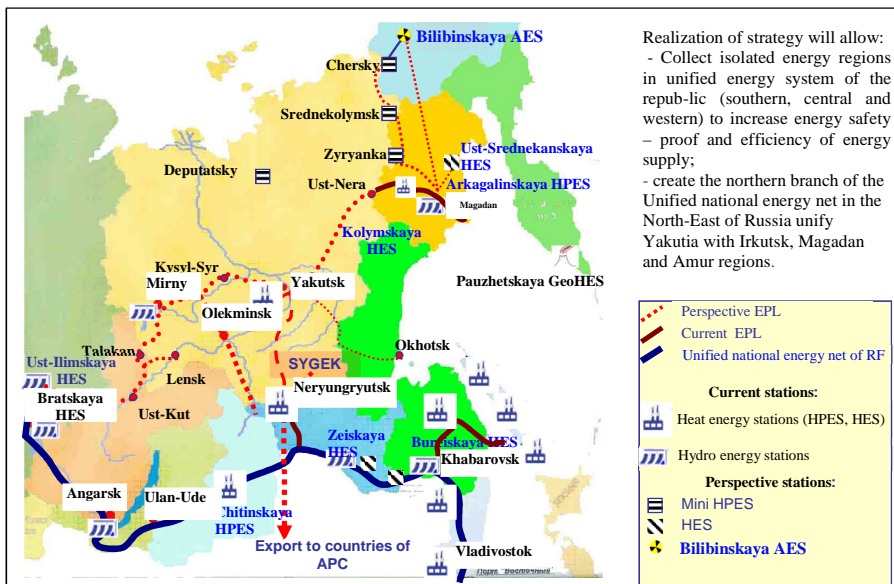 Bilibinskaya AES
Chersky
Srednekolymsk
Zyryanka
Ust-Srednekanskaya
HES
Deputatsky
Ust-Nera
Arkagalinskaya HPES
Magadan
Kolymskaya
HES
Pauzhetskaya GeoHES
Kysyl-Syr
Mirny
Yakutsk
Olekminsk
Okhotsk
Talakan
Ust-Ilimskaya
HES
Lensk
SYGEK
Neryungryutsk
Bratskaya
HES
Ust-Kut
Zeiskaya
HES
Bureiskaya HES
Khabarovsk
Angarsk
Ulan-Ude
Chitinskaya
HPES
Export to countries of
APC
Vladivostok
Порт "Восточный"
Realization of strategy will allow:
- Collect isolated energy regions
in unified energy system of the
repub-lic (southern, central and
western) to increase energy safety
– proof and efficiency of energy
supply;
- create the northern branch of the
Unified national energy net in the
North-East of Russia unify
Yakutia with Irkutsk, Magadan
and Amur regions.
Perspective EPL
Current EPL
Unified national energy net of RF
Current stations:
Heat energy stations (HPES, HES)
Hydro energy stations
Perspective stations:
Mini HPES
HES
Bilibinskaya AES